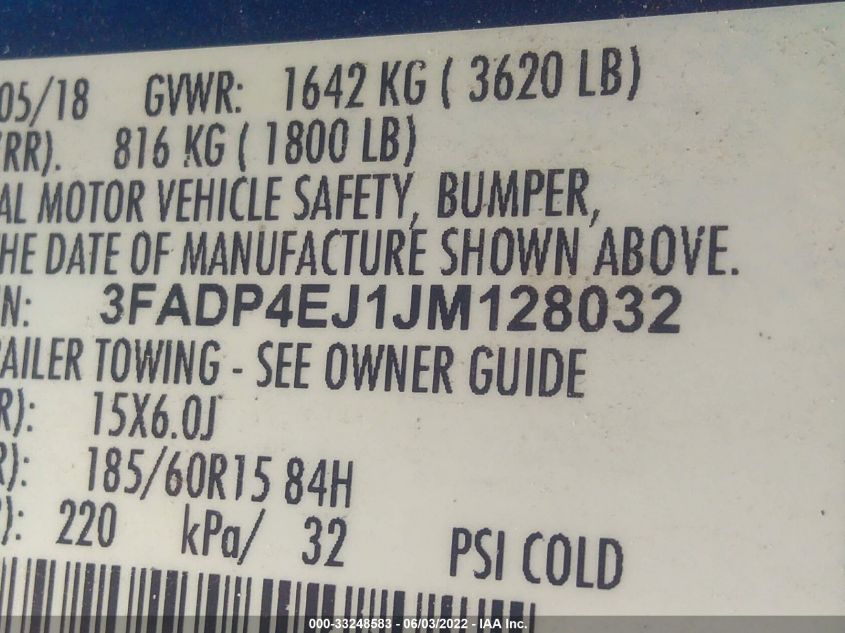 05/18 GVWR: 1642 KG ( 3620 LB)
RR). 816 KG ( 1800 LB)
AL MOTOR VEHICLE SAFETY, BUMPER,
HE DATE OF MANUFACTURE SHOWN ABOVE.
N: 3FADP4EJ1JM128032
AILER TOWING - SEE OWNER GUIDE
R): 15X6.0J
R): 185/60R15 84H
): 220 kPa/ 32 PSI COLD
000-33248583 - 06/03/2022 - IAA Inc.